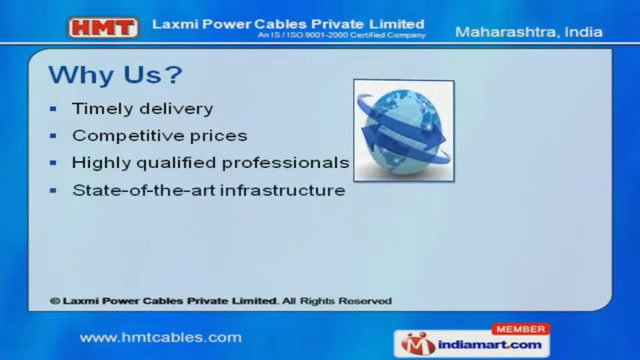 HMT
Laxmi Power Cables Private Limited
An IS / ISO 9001-2000 Certified Company
Maharashtra, India
Why Us?
Timely delivery
Competitive prices
Highly qualified professionals
State-of-the-art infrastructure
© Laxmi Power Cables Private Limited. All Rights Reserved
www.hmtcables.com
MEMBER
indiamart.com